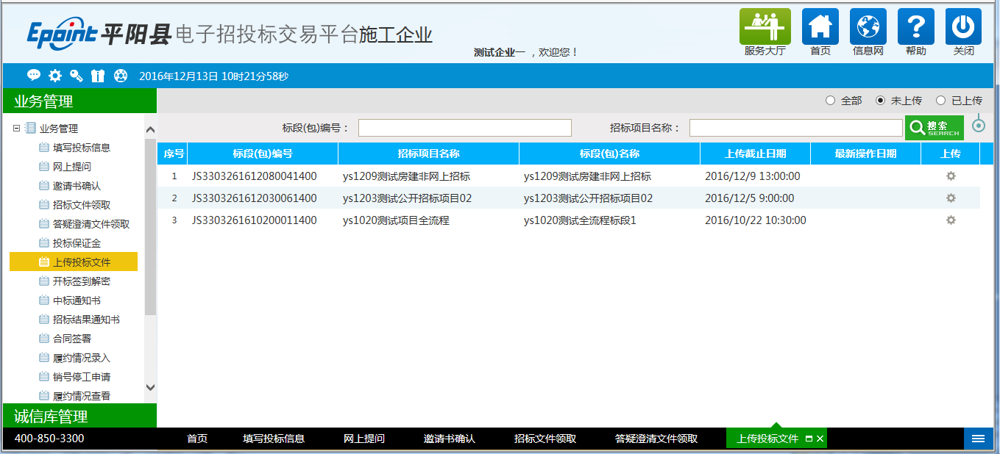 Epoint 平阳县电子招投标交易平台施工企业
测试企业一 ，欢迎您！
服务大厅 首页 信息网 帮助 关闭
2016年12月13日 10时21分58秒
业务管理
全部 未上传 已上传
标段(包)编号： 招标项目名称： 搜索 SEARCH
序号 标段(包)编号 招标项目名称 标段(包)名称 上传截止日期 最新操作日期 上传
1 JS3303261612080041400 ys1209测试房建非网上招标 ys1209测试房建非网上招标 2016/12/9 13:00:00
2 JS3303261612030061400 ys1203测试公开招标项目02 ys1203测试公开招标项目02 2016/12/5 9:00:00
3 JS3303261610200011400 ys1020测试项目全流程 ys1020测试全流程标段1 2016/10/22 10:30:00
业务管理
填写投标信息
网上提问
邀请书确认
招标文件领取
答疑澄清文件领取
投标保证金
上传投标文件
开标签到解密
中标通知书
招标结果通知书
合同签署
履约情况录入
销号停工申请
履约情况查看
诚信库管理
400-850-3300 首页 填写投标信息 网上提问 邀请书确认 招标文件领取 答疑澄清文件领取 上传投标文件